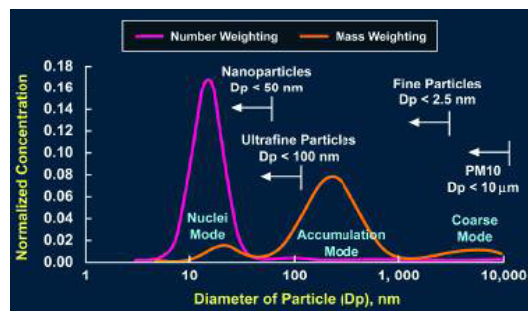 Number Weighting
Mass Weighting
Normalized Concentration
0.18
0.16
0.14
0.12
0.10
0.08
0.06
0.04
0.02
0.00
Nanoparticles
Dp < 50 nm
Fine Particles
Dp < 2.5 nm
Ultrafine Particles
Dp < 100 nm
PM10
Dp < 10 μm
Nuclei
Mode
Accumulation
Mode
Coarse
Mode
1
10
100
1,000
10,000
Diameter of Particle (Dp), nm